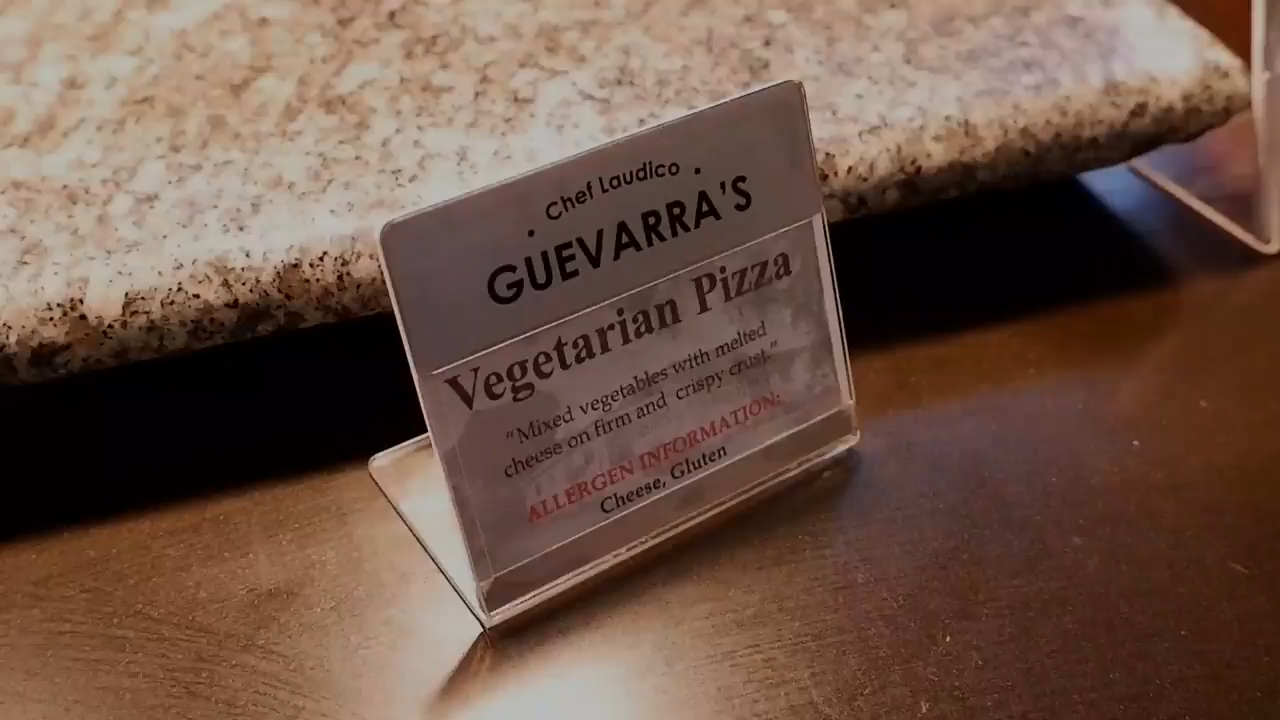 • Chef Laudico •
GUEVARRA'S
Vegetarian Pizza
"Mixed vegetables with melted
cheese on firm and crispy crust."
ALLERGEN INFORMATION:
Cheese, Gluten